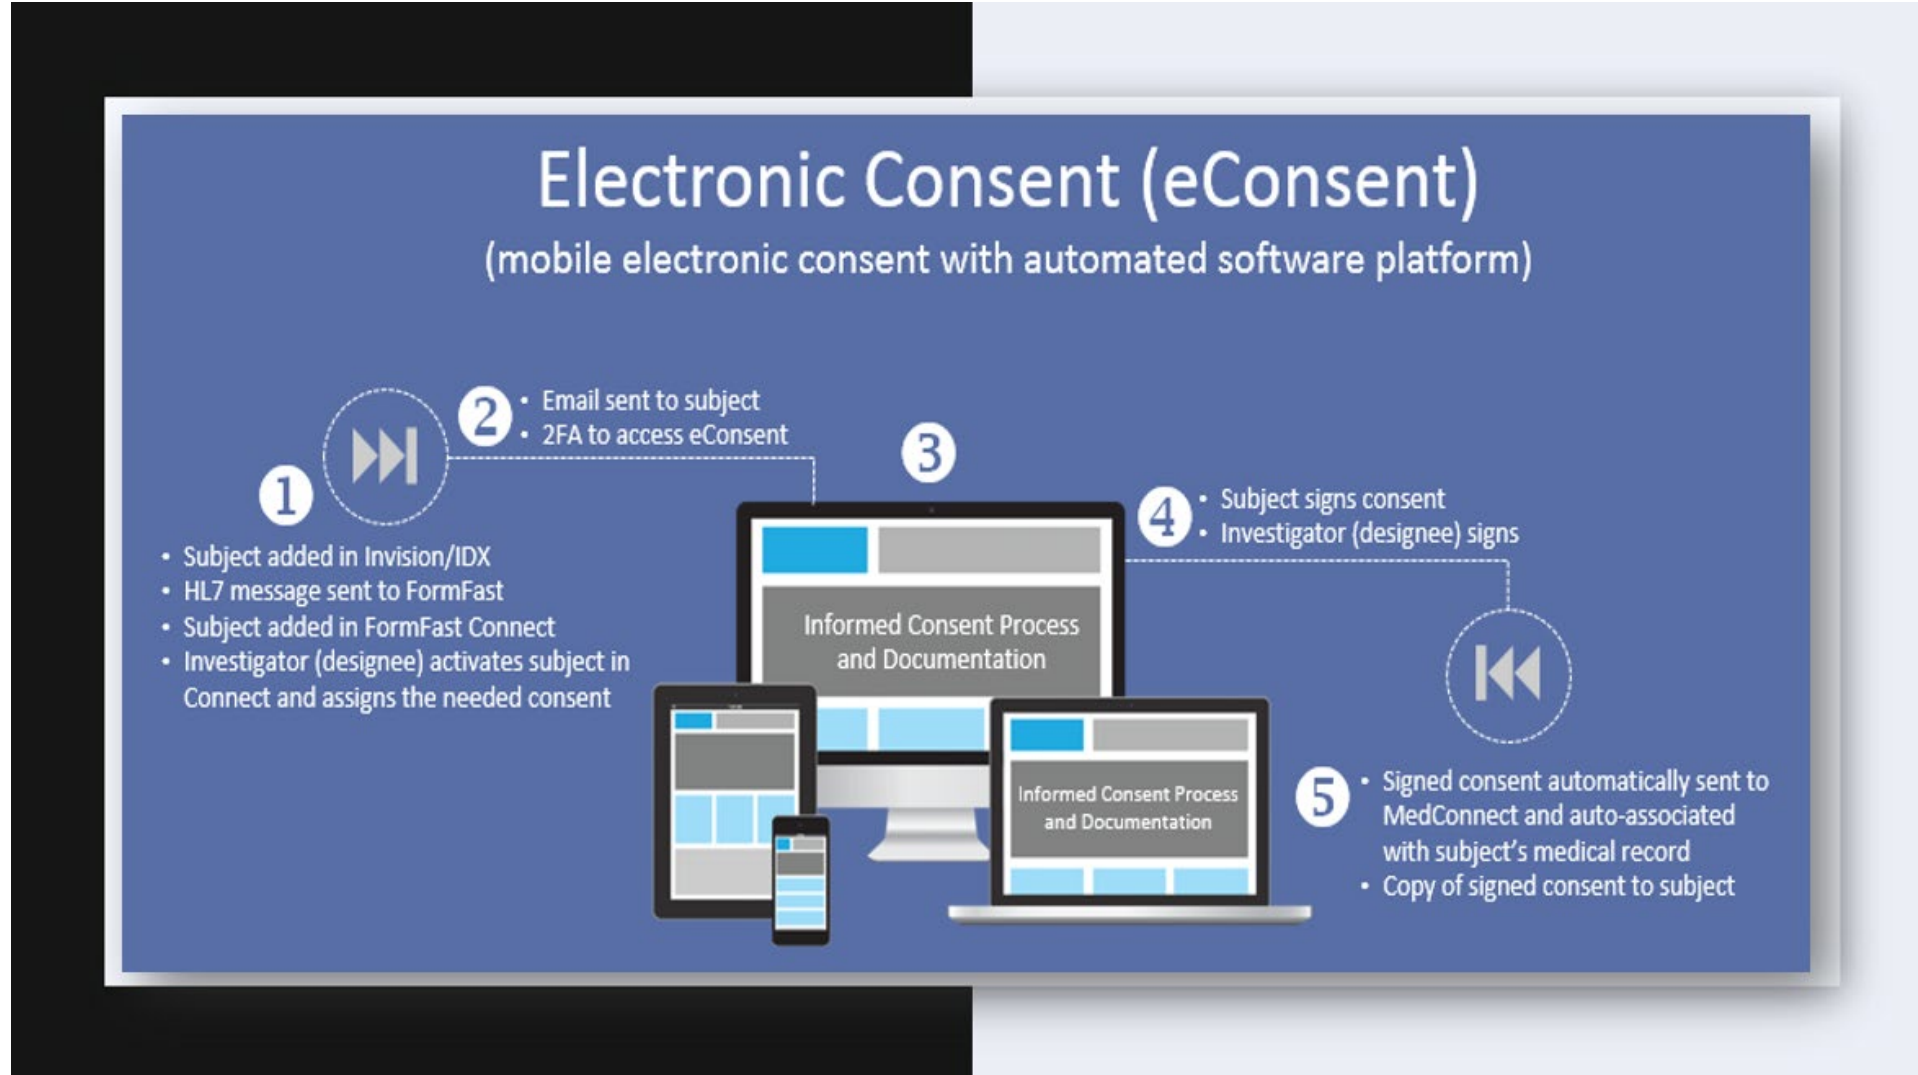 Electronic Consent (eConsent)
(mobile electronic consent with automated software platform)
1
• Subject added in Invision/IDX
• HL7 message sent to FormFast
• Subject added in FormFast Connect
• Investigator (designee) activates subject in
Connect and assigns the needed consent
2
• Email sent to subject
• 2FA to access eConsent
3
Informed Consent Process
and Documentation
Informed Consent Process
and Documentation
4
• Subject signs consent
• Investigator (designee) signs
5
• Signed consent automatically sent to
MedConnect and auto-associated
with subject's medical record
• Copy of signed consent to subject